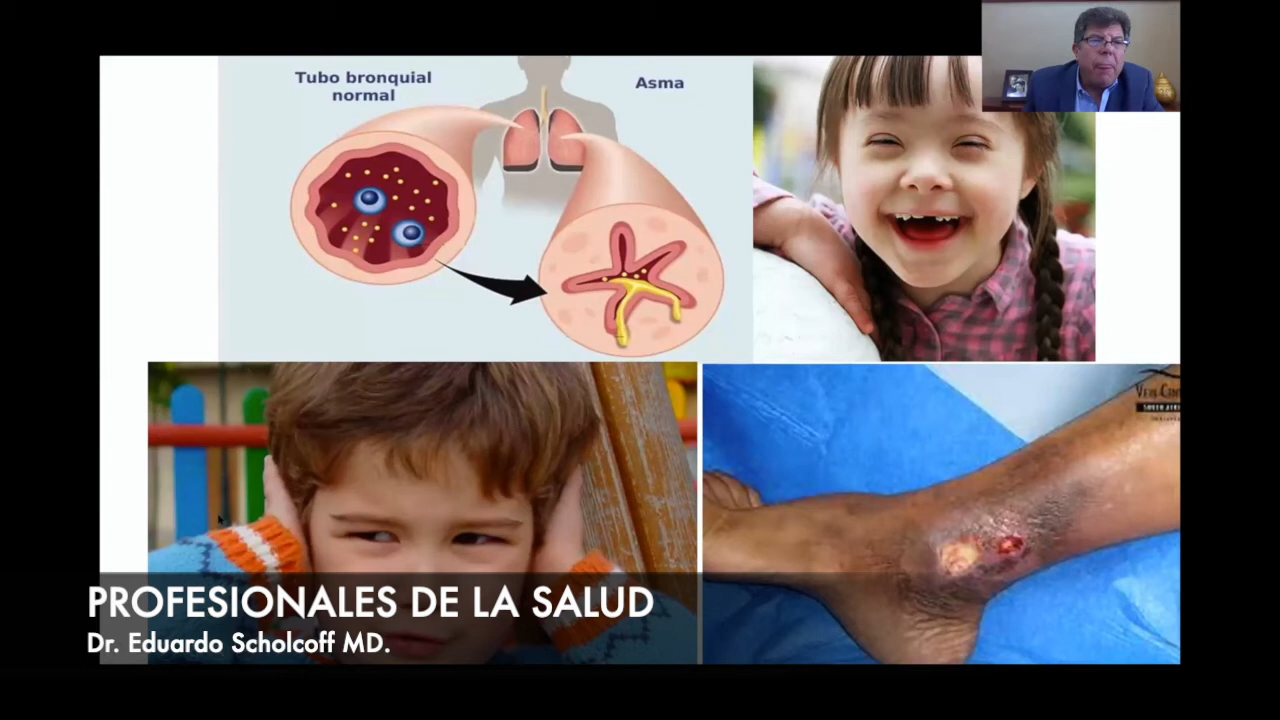 Tubo bronquial
normal
Asma
PROFESIONALES DE LA SALUD
Dr. Eduardo Scholcoff MD.